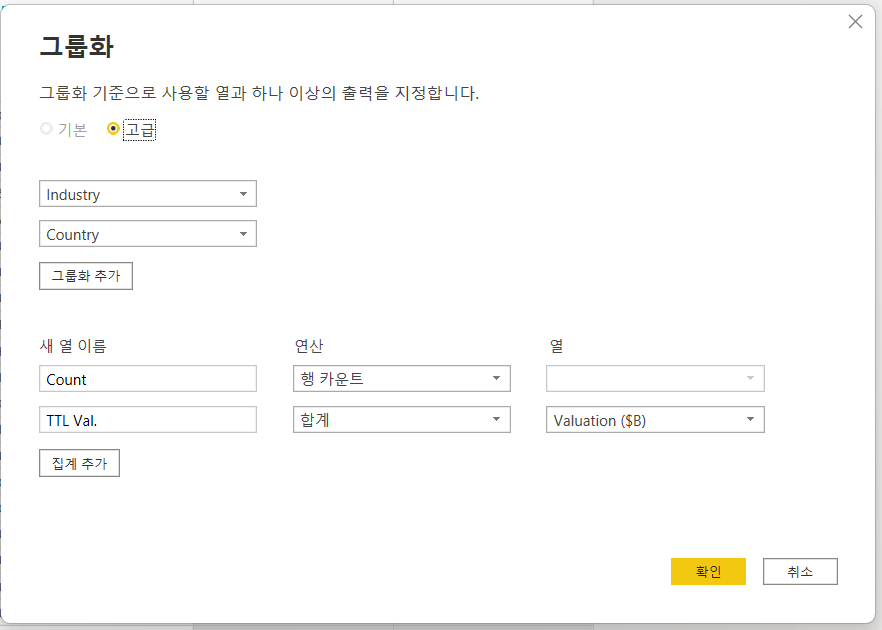 그룹화
그룹화 기준으로 사용할 열과 하나 이상의 출력을 지정합니다.
기본 고급
Industry
Country
그룹화 추가
새 열 이름 연산 열
Count 행 카운트
TTL Val. 합계 Valuation ($B)
집계 추가
확인 취소